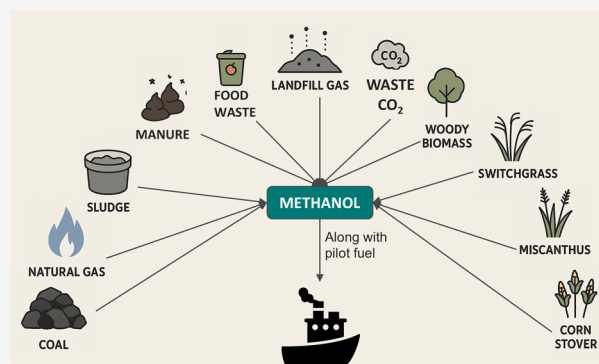 CO₂
LANDFILL GAS
FOOD
WASTE
WASTE
CO₂
MANURE
WOODY
BIOMASS
SWITCHGRASS
SLUDGE
METHANOL
Along with
pilot fuel
MISCANTHUS
NATURAL GAS
COAL
CORN
STOVER